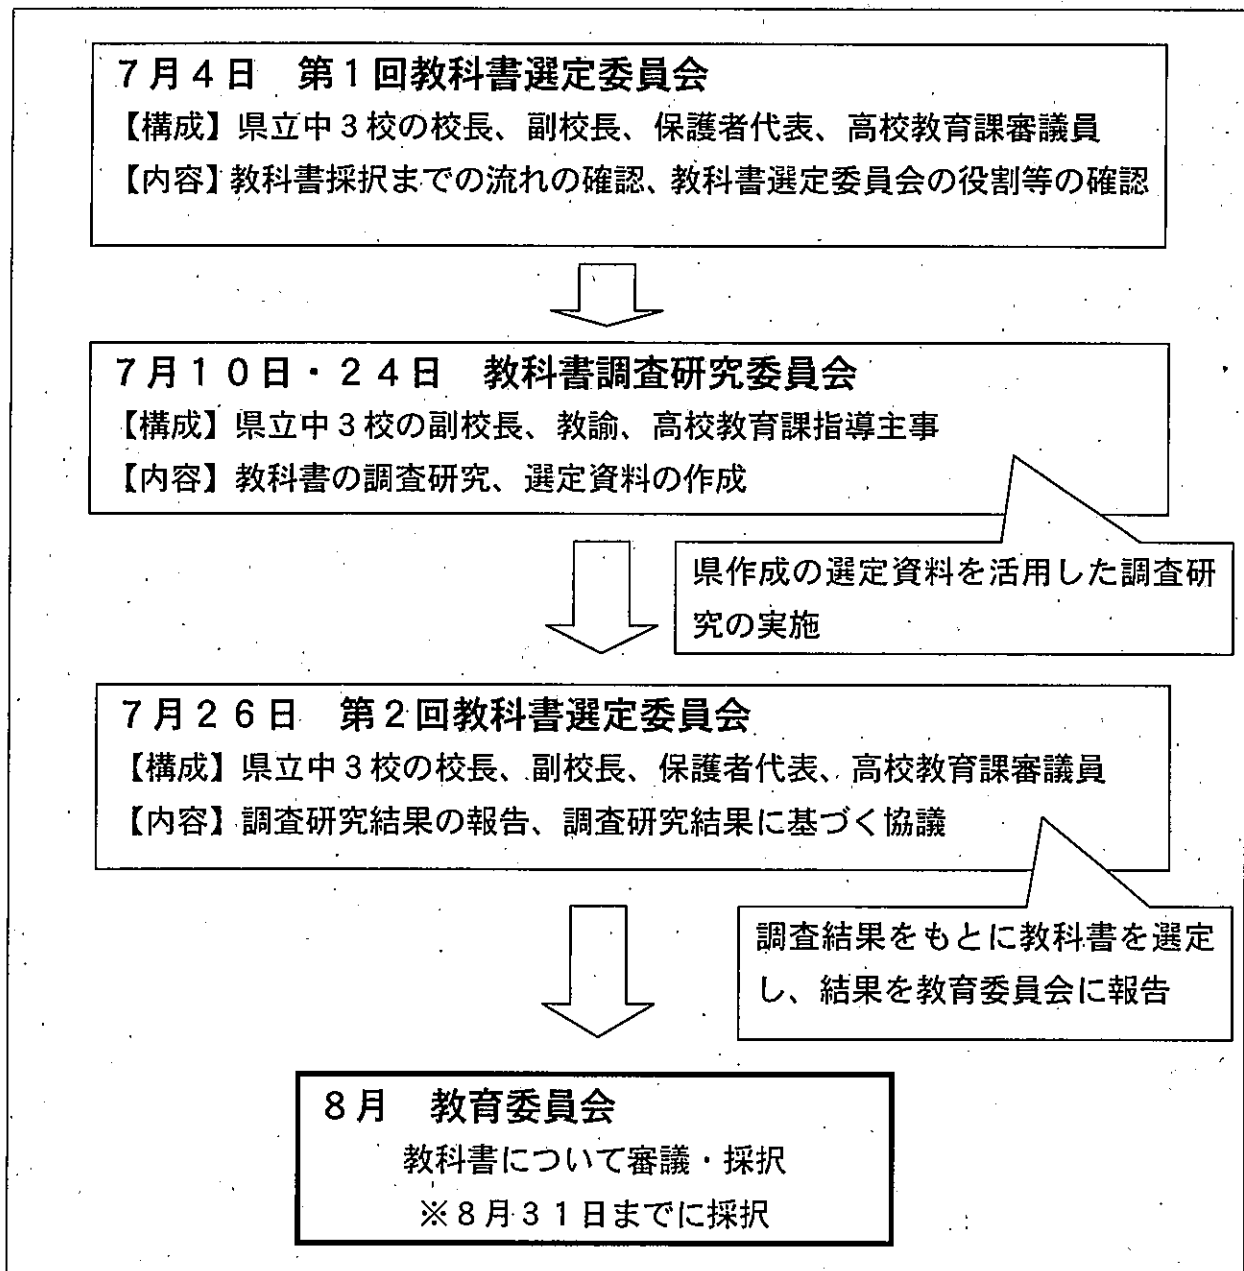 7月4日 第1回教科書選定委員会
【構成】県立中3校の校長、副校長、保護者代表、高校教育課審議員
【内容】教科書採択までの流れの確認、教科書選定委員会の役割等の確認
7月10日・24日 教科書調査研究委員会
【構成】県立中3校の副校長、教諭、高校教育課指導主事
【内容】教科書の調査研究、選定資料の作成
県作成の選定資料を活用した調査研
究の実施
7月26日 第2回教科書選定委員会
【構成】県立中3校の校長、副校長、保護者代表、高校教育課審議員
【内容】調査研究結果の報告、調査研究結果に基づく協議
調査結果をもとに教科書を選定
し、結果を教育委員会に報告
8月 教育委員会
教科書について審議・採択
※8月31日までに採択